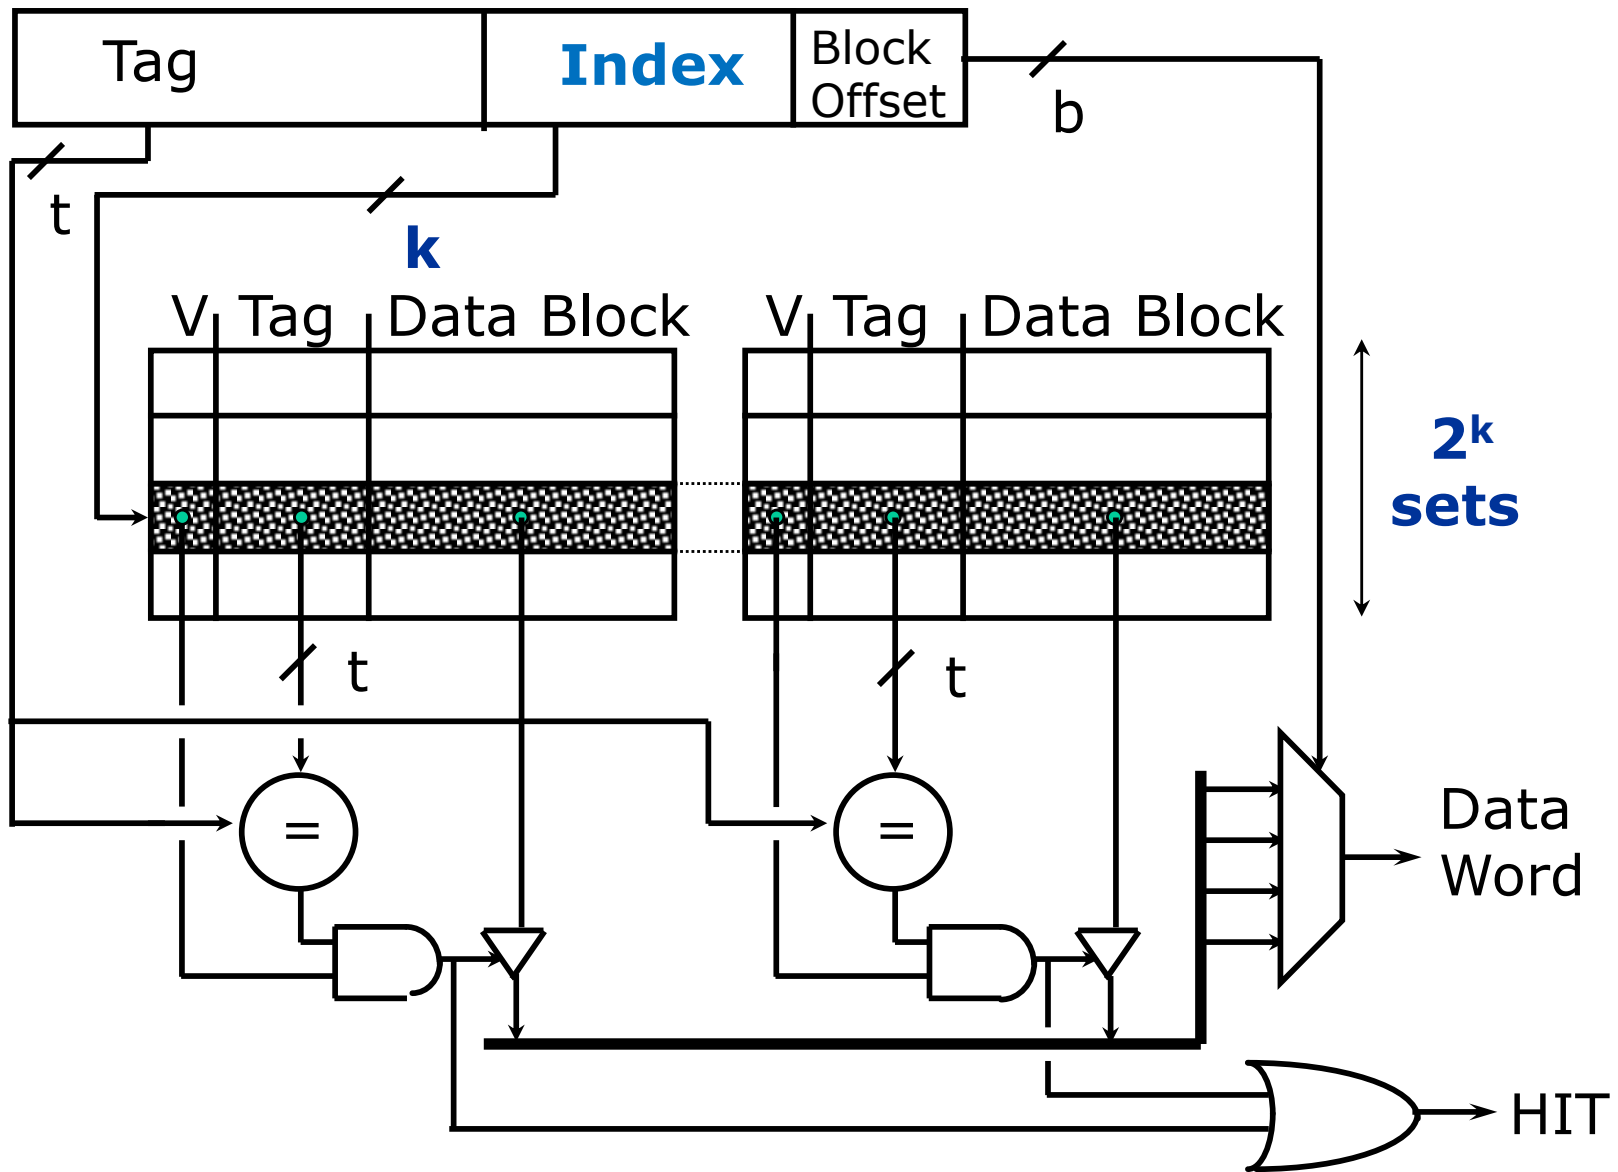 Tag
Index
Block
Offset
b
t
k
V Tag Data Block
V Tag Data Block
2ᵏ
sets
t
t
=
=
Data
Word
HIT